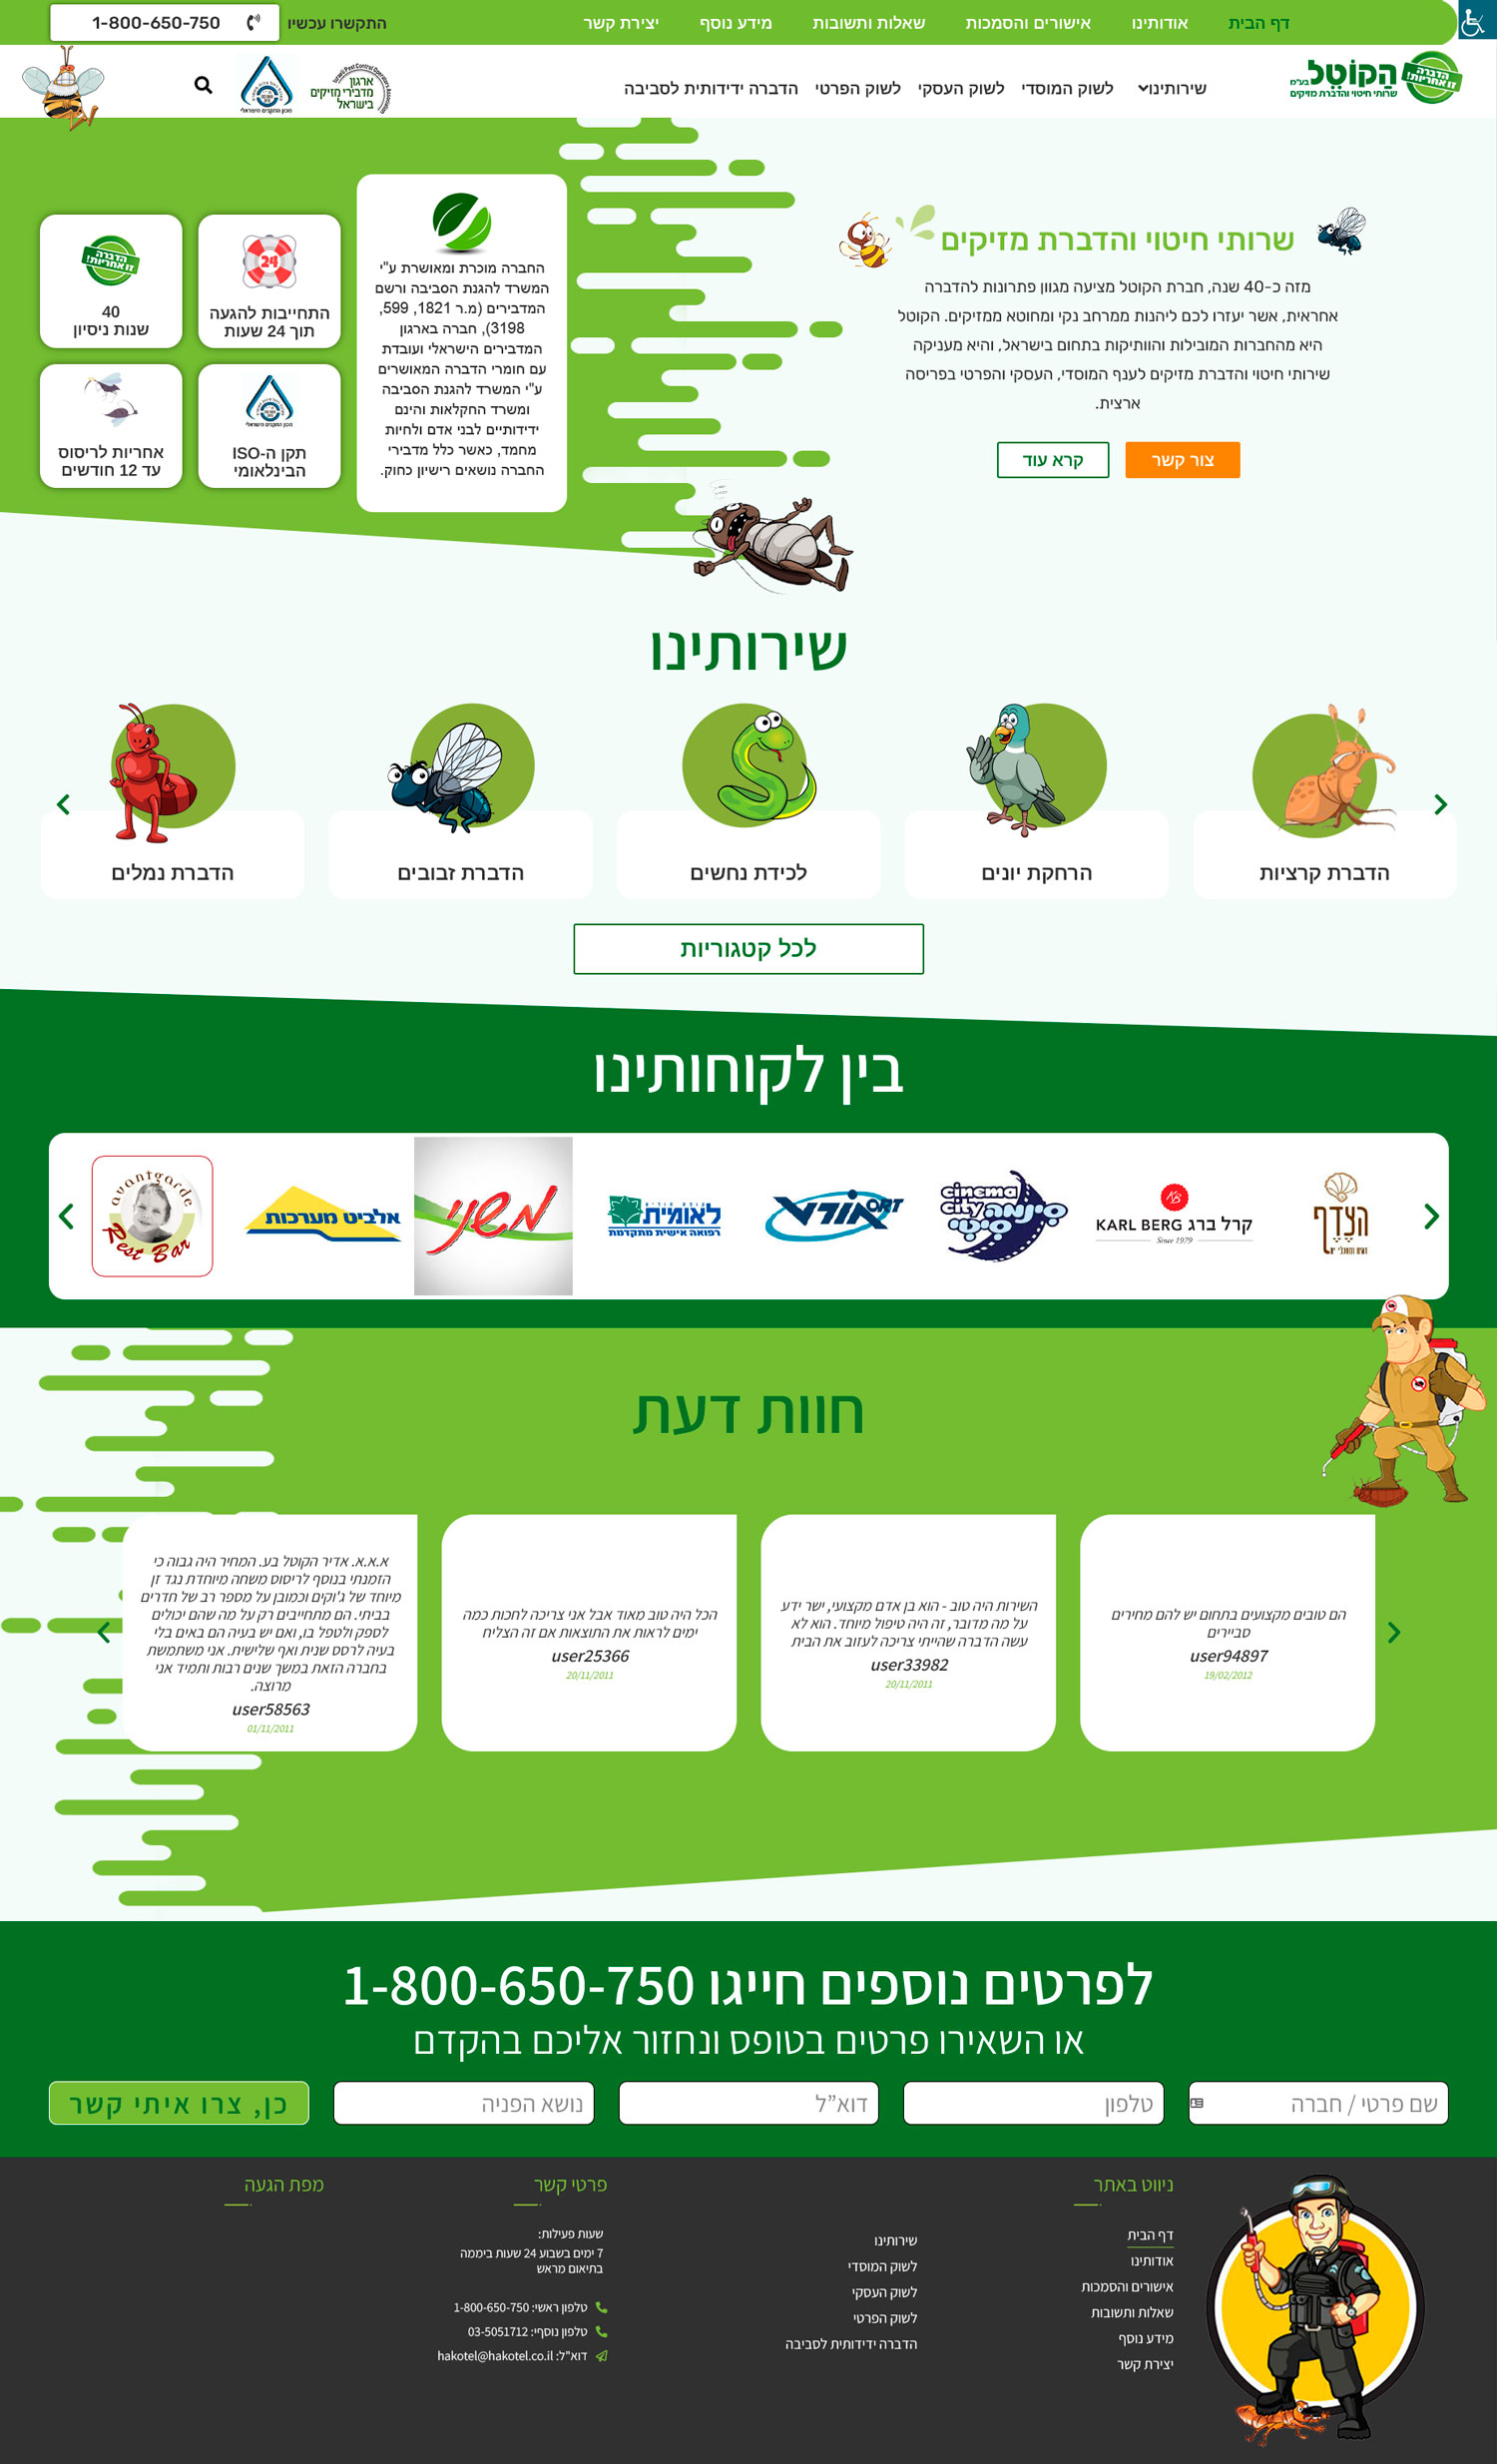 דף הבית
אודותינו
אישורים והסמכות
שאלות ותשובות
מידע נוסף
יצירת קשר
התקשרו עכשיו
1-800-650-750
הדברה
זו אחריות!
הקוטל
בע"מ
שרותי חיטוי והדברת מזיקים
שירותינו
לשוק המוסדי
לשוק העסקי
לשוק הפרטי
הדברה ידידותית לסביבה
ארגון
מדבירי מזיקים
בישראל
Israeli Pest Control Operators
מכון התקנים הישראלי
שרותי חיטוי והדברת מזיקים
מזה כ-40 שנה, חברת הקוטל מציעה מגוון פתרונות להדברה
אחראית, אשר יעזרו לכם ליהנות ממרחב נקי ומחוטא ממזיקים. הקוטל
היא מהחברות המובילות והוותיקות בתחום בישראל, והיא מעניקה
שירותי חיטוי והדברת מזיקים לענף המוסדי, העסקי והפרטי בפריסה
ארצית.
צור קשר
קרא עוד
החברה מוכרת ומאושרת ע"י
המשרד להגנת הסביבה ורשם
המדבירים (מ.ר 1821, 599,
3198), חברה בארגון
המדבירים הישראלי ועובדת
עם חומרי הדברה המאושרים
ע"י המשרד להגנת הסביבה
ומשרד החקלאות והינם
ידידותיים לבני אדם ולחיות
מחמד, כאשר כלל מדבירי
החברה נושאים רישיון כחוק.
24
התחייבות להגעה
תוך 24 שעות
הדברה
זו אחריות!
40
שנות ניסיון
מכון התקנים הישראלי
תקן ה-ISO
הבינלאומי
אחריות לריסוס
עד 12 חודשים
שירותינו
הדברת קרציות
הרחקת יונים
לכידת נחשים
הדברת זבובים
הדברת נמלים
לכל קטגוריות
בין לקוחותינו
הצדף
קרל ברג KARL BERG
Since 1979
cinema
city
סינמה
סיטי
אורט ORT
לאומית
רפואה אישית מתקדמת
משני
אלביט מערכות
avantgarde
Rest Bar
חוות דעת
הם טובים מקצועים בתחום יש להם מחירים
סביירים
user94897
19/02/2012
השירות היה טוב - הוא בן אדם מקצועי, ישר ידע
על מה מדובר, זה היה טיפול מיוחד. הוא לא
עשה הדברה שהייתי צריכה לעזוב את הבית
user33982
20/11/2011
הכל היה טוב מאוד אבל אני צריכה לחכות כמה
ימים לראות את התוצאות אם זה הצליח
user25366
20/11/2011
א.א.א. אדיר הקוטל בע. המחיר היה גבוה כי
הזמנתי בנוסף לריסוס משחה מיוחדת נגד זן
מיוחד של ג'וקים וכמובן על מספר רב של חדרים
בביתי. הם מתחייבים רק על מה שהם יכולים
לספק ולטפל בו, ואם יש בעיה הם באים בלי
בעיה לרסס שנית ואף שלישית. אני משתמשת
בחברה הזאת במשך שנים רבות ותמיד אני
מרוצה.
user58563
01/11/2011
לפרטים נוספים חייגו 1-800-650-750
או השאירו פרטים בטופס ונחזור אליכם בהקדם
שם פרטי / חברה
טלפון
דוא"ל
נושא הפניה
כן, צרו איתי קשר
ניווט באתר
דף הבית
אודותינו
אישורים והסמכות
שאלות ותשובות
מידע נוסף
יצירת קשר
שירותינו
לשוק המוסדי
לשוק העסקי
לשוק הפרטי
הדברה ידידותית לסביבה
פרטי קשר
שעות פעילות:
7 ימים בשבוע 24 שעות ביממה
בתיאום מראש
טלפון ראשי: 1-800-650-750
טלפון נוסף: 03-5051712
דוא"ל: hakotel@hakotel.co.il
מפת הגעה